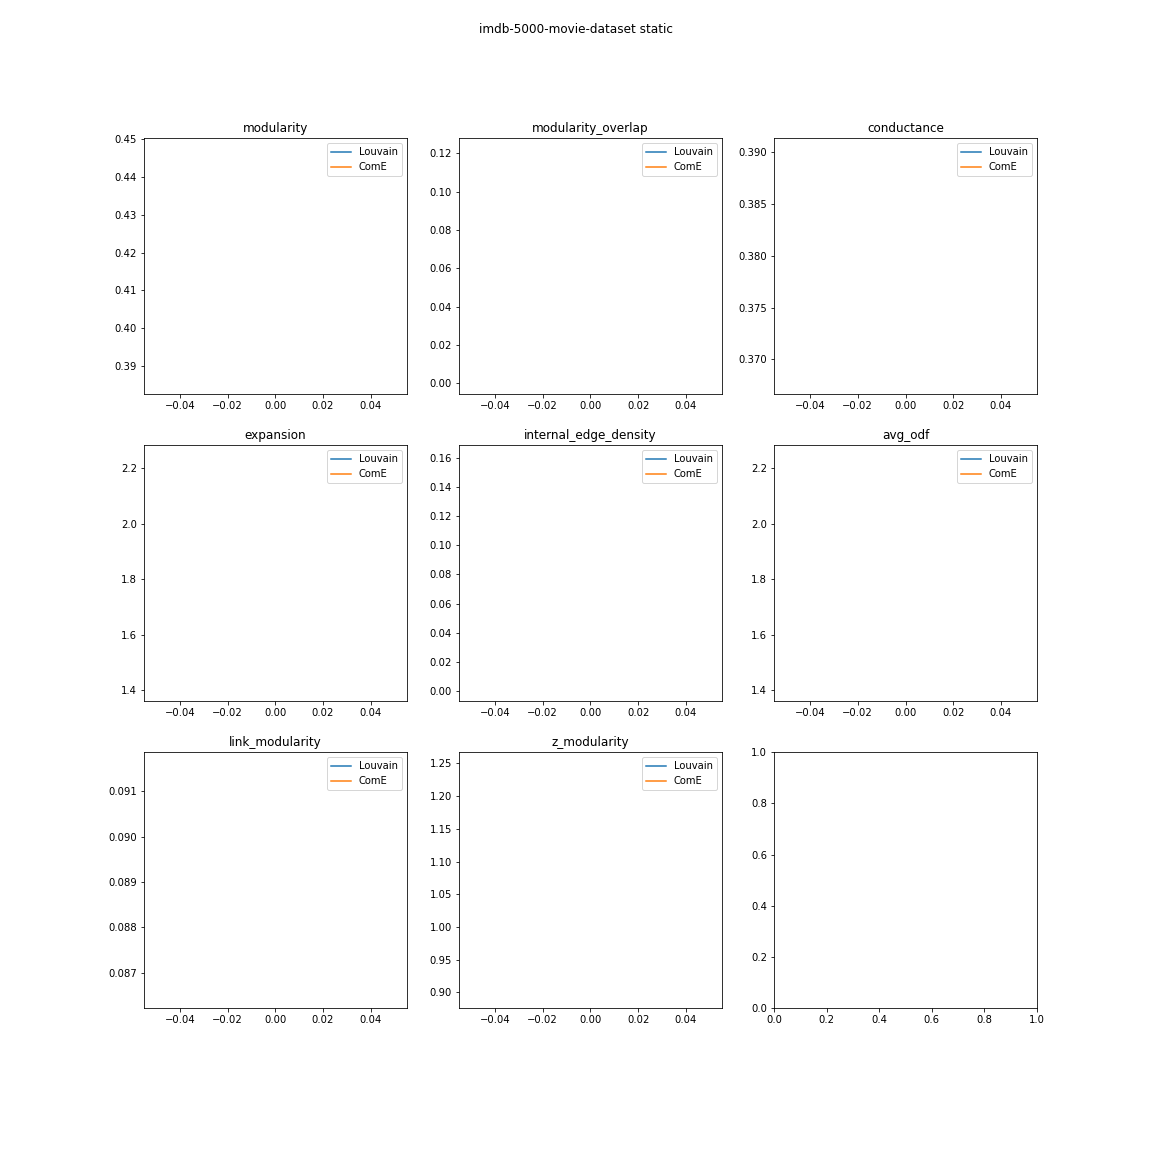 imdb-5000-movie-dataset static
modularity
modularity_overlap
conductance
0.45
0.44
0.43
0.42
0.41
0.40
0.39
−0.04 −0.02 0.00 0.02 0.04
Louvain
ComE
0.12
0.10
0.08
0.06
0.04
0.02
0.00
−0.04 −0.02 0.00 0.02 0.04
Louvain
ComE
0.390
0.385
0.380
0.375
0.370
−0.04 −0.02 0.00 0.02 0.04
Louvain
ComE
expansion
internal_edge_density
avg_odf
2.2
2.0
1.8
1.6
1.4
−0.04 −0.02 0.00 0.02 0.04
Louvain
ComE
0.16
0.14
0.12
0.10
0.08
0.06
0.04
0.02
0.00
−0.04 −0.02 0.00 0.02 0.04
Louvain
ComE
2.2
2.0
1.8
1.6
1.4
−0.04 −0.02 0.00 0.02 0.04
Louvain
ComE
link_modularity
z_modularity
0.091
0.090
0.089
0.088
0.087
−0.04 −0.02 0.00 0.02 0.04
Louvain
ComE
1.25
1.20
1.15
1.10
1.05
1.00
0.95
0.90
−0.04 −0.02 0.00 0.02 0.04
Louvain
ComE
1.0
0.8
0.6
0.4
0.2
0.0
0.0 0.2 0.4 0.6 0.8 1.0